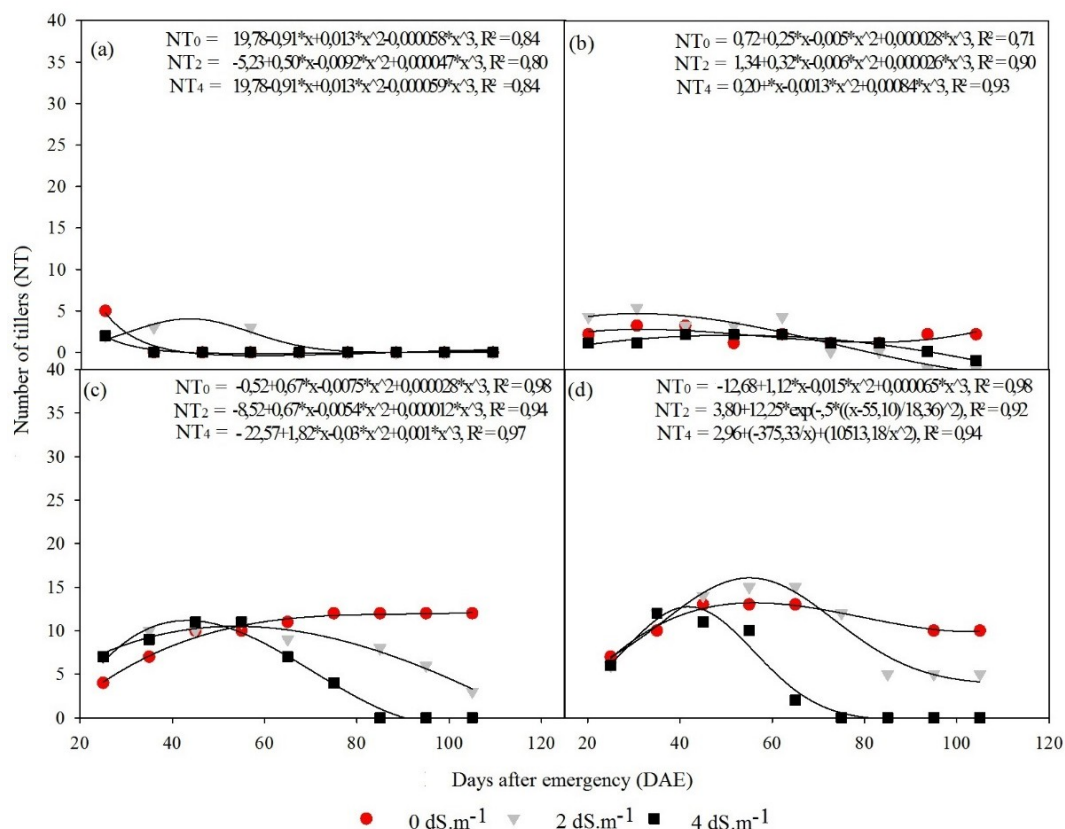 (a)
NT0 = 19,78-0,91*x+0,013*x^2-0,000058*x^3, R² = 0,84
NT2 = -5,23+0,50*x-0,0092*x^2+0,000047*x^3, R² = 0,80
NT4 = 19,78-0,91*x+0,013*x^2-0,000059*x^3, R² = 0,84
(b)
NT0 = 0,72+0,25*x-0,005*x^2+0,000028*x^3, R² = 0,71
NT2 = 1,34+0,32*x-0,006*x^2+0,000026*x^3, R² = 0,90
NT4 = 0,20+*x-0,0013*x^2+0,00084*x^3, R² = 0,93
40
35
30
25
20
15
10
5
0
Number of tillers (NT)
(c)
NT0 = -0,52+0,67*x-0,0075*x^2+0,000028*x^3, R² = 0,98
NT2 = -8,52+0,67*x-0,0054*x^2+0,000012*x^3, R² = 0,94
NT4 = - 22,57+1,82*x-0,03*x^2+0,001*x^3, R² = 0,97
(d)
NT0 = -12,68+1,12*x-0,015*x^2+0,000065*x^3, R² = 0,98
NT2 = 3,80+12,25*exp(-,5*((x-55,10)/18,36)^2), R² = 0,92
NT4 = 2,96+(-375,33/x)+(10513,18/x^2), R² = 0,94
40
35
30
25
20
15
10
5
0
0 20 40 60 80 100 120 20 40 60 80 100 120
Days after emergency (DAE)
0 dS.m-1 2 dS.m-1 4 dS.m-1